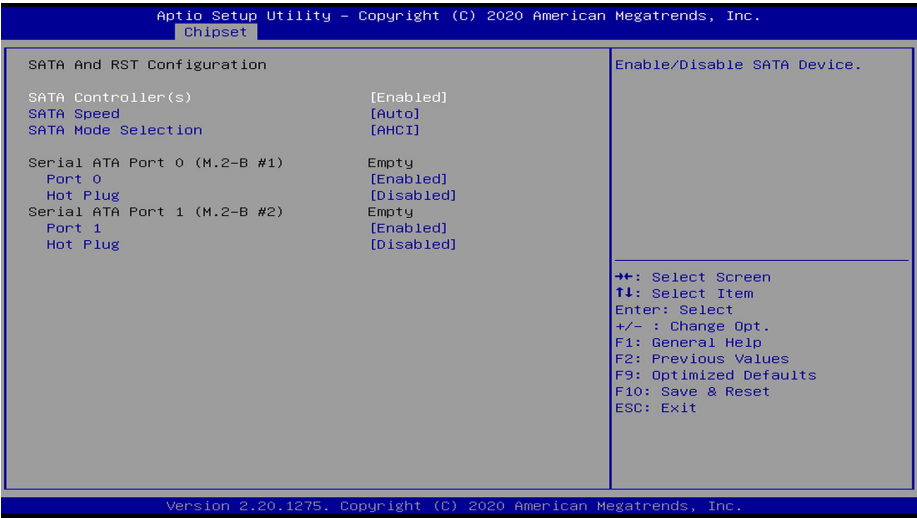 Aptio Setup Utility – Copyright (C) 2020 American Megatrends, Inc.
Chipset
SATA And RST Configuration
SATA Controller(s) [Enabled]
SATA Speed [Auto]
SATA Mode Selection [AHCI]
Serial ATA Port 0 (M.2-B #1) Empty
Port 0 [Enabled]
Hot Plug [Disabled]
Serial ATA Port 1 (M.2-B #2) Empty
Port 1 [Enabled]
Hot Plug [Disabled]
Enable/Disable SATA Device.
→←: Select Screen
↑↓: Select Item
Enter: Select
+/- : Change Opt.
F1: General Help
F2: Previous Values
F9: Optimized Defaults
F10: Save & Reset
ESC: Exit
Version 2.20.1275. Copyright (C) 2020 American Megatrends, Inc.